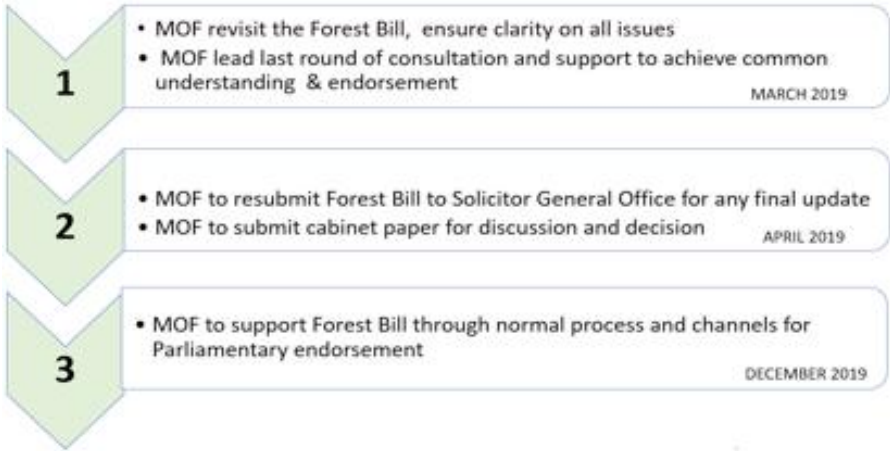 1
• MOF revisit the Forest Bill, ensure clarity on all issues
• MOF lead last round of consultation and support to achieve common
understanding & endorsement
MARCH 2019
2
• MOF to resubmit Forest Bill to Solicitor General Office for any final update
• MOF to submit cabinet paper for discussion and decision
APRIL 2019
3
• MOF to support Forest Bill through normal process and channels for
Parliamentary endorsement
DECEMBER 2019